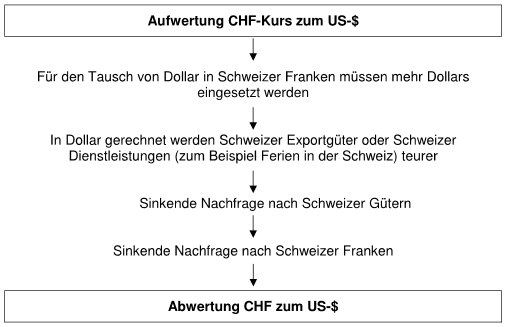 Aufwertung CHF-Kurs zum US-$
Für den Tausch von Dollar in Schweizer Franken müssen mehr Dollars
eingesetzt werden
In Dollar gerechnet werden Schweizer Exportgüter oder Schweizer
Dienstleistungen (zum Beispiel Ferien in der Schweiz) teurer
Sinkende Nachfrage nach Schweizer Gütern
Sinkende Nachfrage nach Schweizer Franken
Abwertung CHF zum US-$